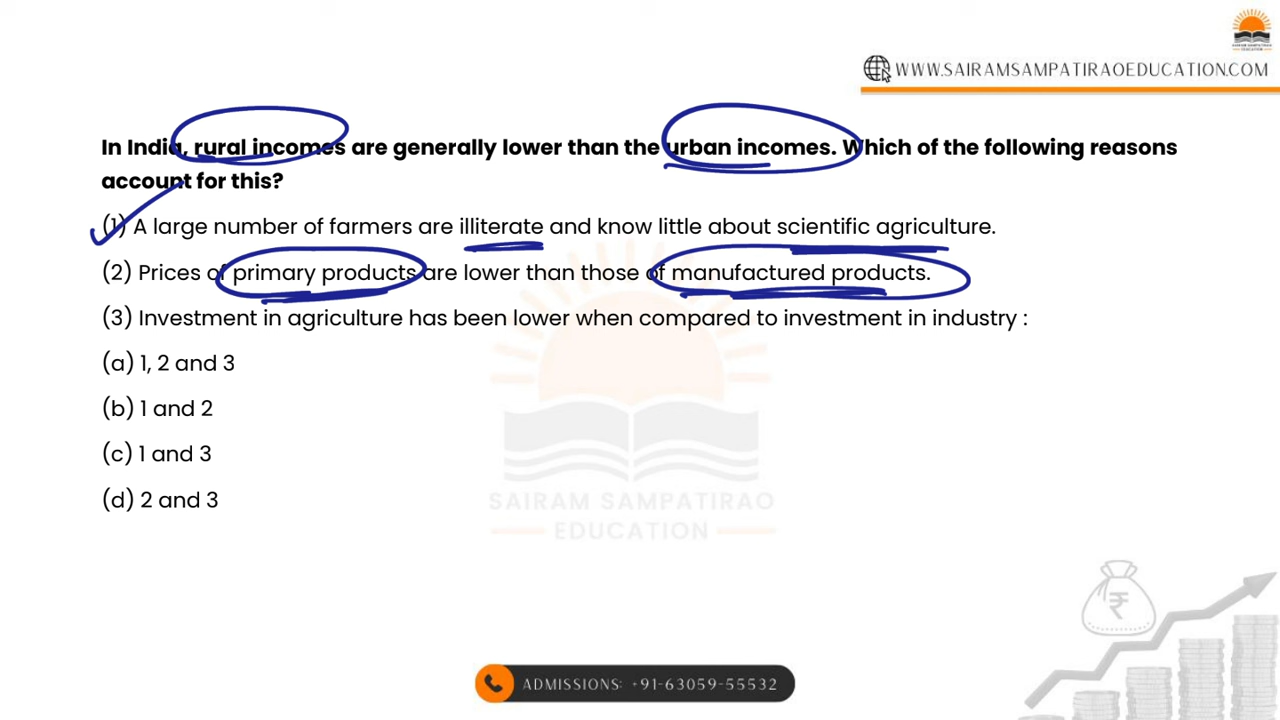 SAIRAM SAMPATIRAO
EDUCATION
WWW.SAIRAMSAMPATIRAOEDUCATION.COM
In India, rural incomes are generally lower than the urban incomes. Which of the following reasons
account for this?
(1) A large number of farmers are illiterate and know little about scientific agriculture.
(2) Prices of primary products are lower than those of manufactured products.
(3) Investment in agriculture has been lower when compared to investment in industry :
(a) 1, 2 and 3
(b) 1 and 2
(c) 1 and 3
(d) 2 and 3
SAIRAM SAMPATIRAO
EDUCATION
₹
ADMISSIONS: +91-63059-55532